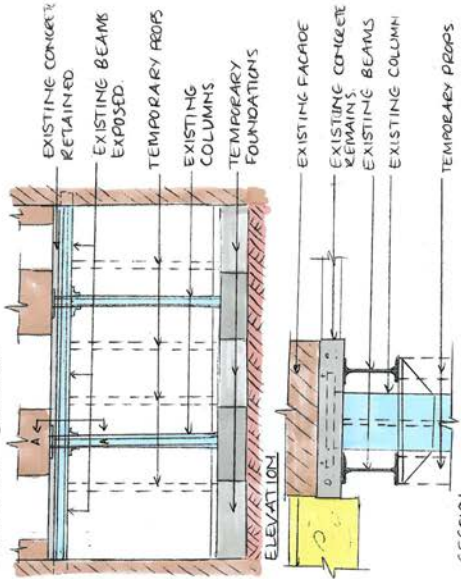 EXISTING CONCRETE
RETAINED
EXISTING BEAMS
EXPOSED.
TEMPORARY PROPS
EXISTING
COLUMNS.
TEMPORARY
FOUNDATIONS
A
A
ELEVATION
EXISTING FACADE
EXISTING CONCRETE
REMAINS.
EXISTING BEAMS
EXISTING COLUMN
TEMPORARY PROPS